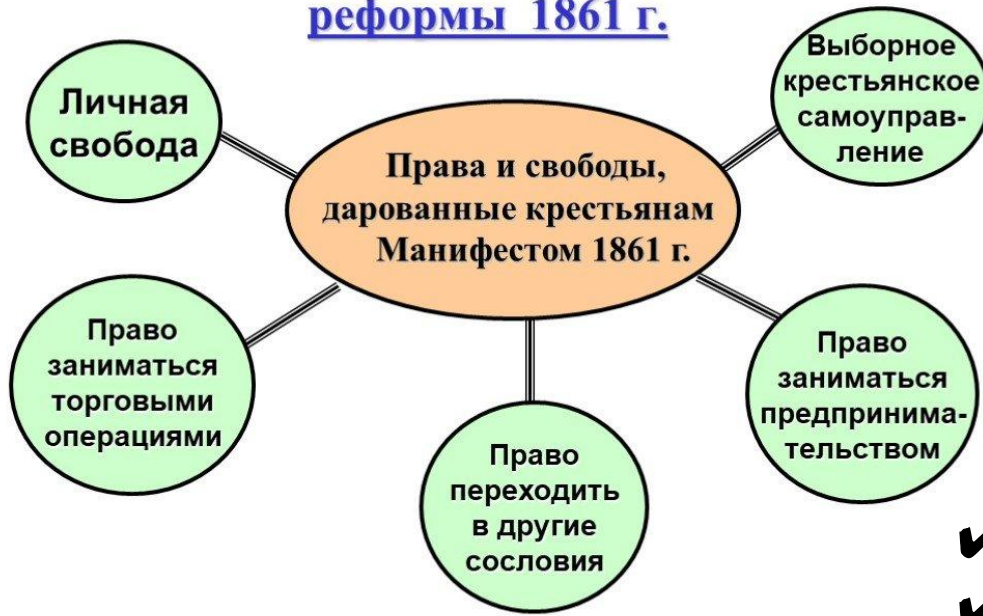 реформы 1861 г.
Личная
свобода
Выборное
крестьянское
самоуправ-
ление
Права и свободы,
дарованные крестьянам
Манифестом 1861 г.
Право
заниматься
торговыми
операциями
Право
переходить
в другие
сословия
Право
заниматься
предпринима-
тельством